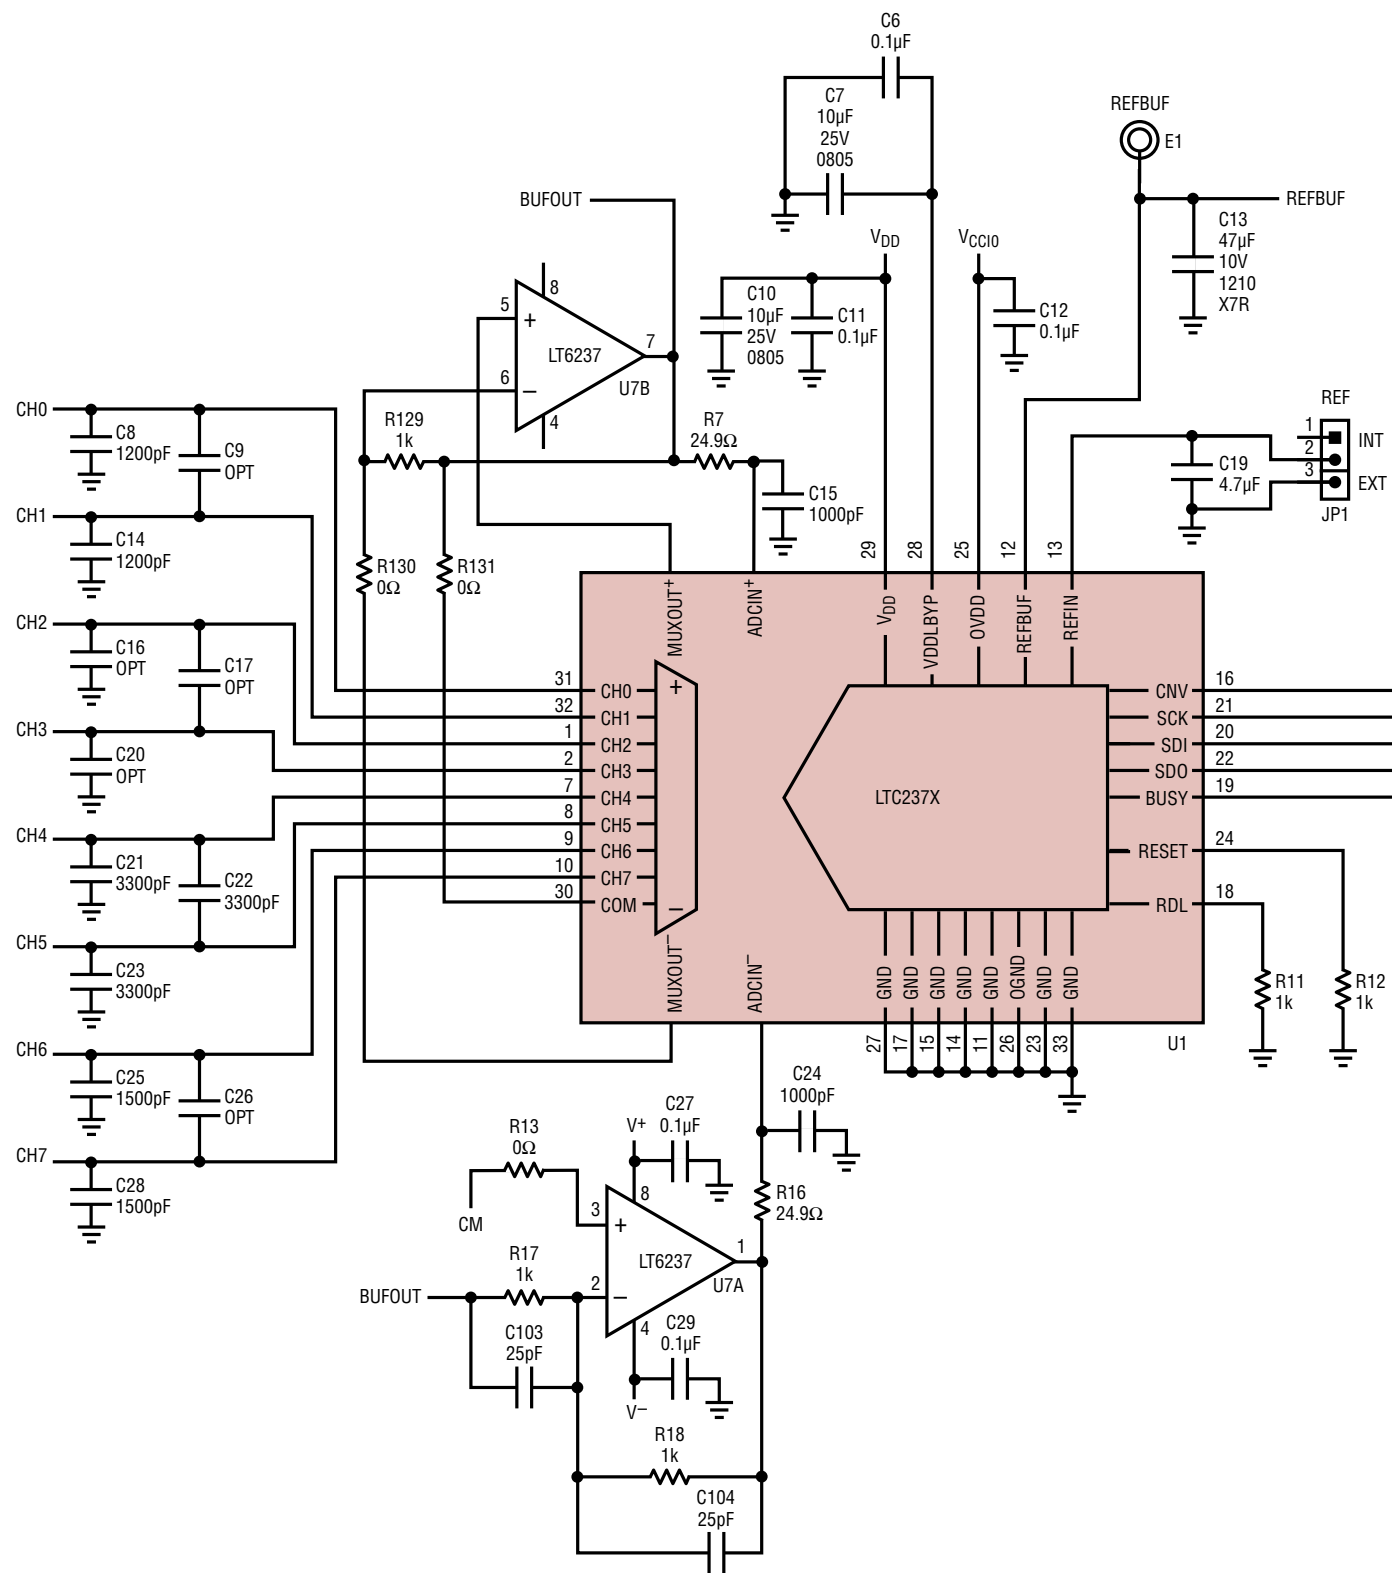 C6
0.1µF
C7
10µF
25V
0805
REFBUF
E1
REFBUF
C13
47µF
10V
1210
X7R
BUFOUT
VDD
VCCIO
C10
10µF
25V
0805
C11
0.1µF
C12
0.1µF
8
5
+
LT6237
7
6
–
U7B
4
REF
1
INT
2
3
EXT
JP1
C19
4.7µF
CH0
C8
1200pF
C9
OPT
R129
1k
R7
24.9Ω
C15
1000pF
CH1
C14
1200pF
R130
0Ω
R131
0Ω
29
28
25
12
13
MUXOUT+
ADCIN+
VDD
VDDLBYP
OVDD
REFBUF
REFIN
CH2
C16
OPT
C17
OPT
CH3
C20
OPT
CH4
C21
3300pF
C22
3300pF
CH5
C23
3300pF
CH6
C25
1500pF
C26
OPT
CH7
C28
1500pF
31
CH0
+
32
CH1
1
CH2
2
CH3
7
CH4
8
CH5
9
CH6
10
CH7
30
COM
–
LTC237X
CNV
16
SCK
21
SDI
20
SDO
22
BUSY
19
RESET
24
RDL
18
MUXOUT–
ADCIN–
GND
GND
GND
GND
GND
OGND
GND
GND
27
17
15
14
11
26
23
33
U1
R11
1k
R12
1k
C24
1000pF
R13
0Ω
V+
C27
0.1µF
R16
24.9Ω
CM
8
3
+
LT6237
1
2
–
U7A
4
R17
1k
BUFOUT
C103
25pF
C29
0.1µF
V–
R18
1k
C104
25pF